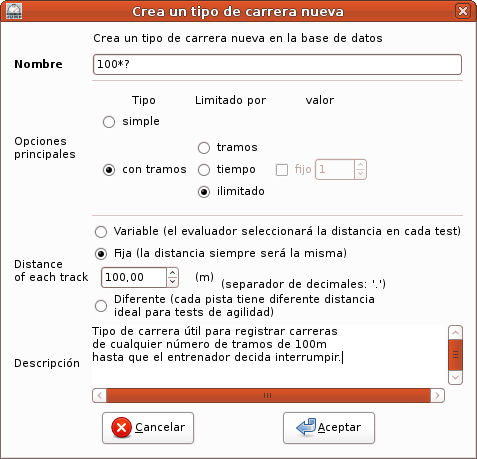 Crea un tipo de carrera nueva
Crea un tipo de carrera nueva en la base de datos
Nombre
100*?
Tipo Limitado por valor
simple
Opciones
principales
tramos
con tramos
tiempo
fijo 1
ilimitado
Variable (el evaluador seleccionará la distancia en cada test)
Fija (la distancia siempre será la misma)
Distance
of each track
100,00 (m) (separador de decimales: '.')
Diferente (cada pista tiene diferente distancia
ideal para tests de agilidad)
Descripción
Tipo de carrera útil para registrar carreras
de cualquier número de tramos de 100m
hasta que el entrenador decida interrumpir.
Cancelar
Aceptar